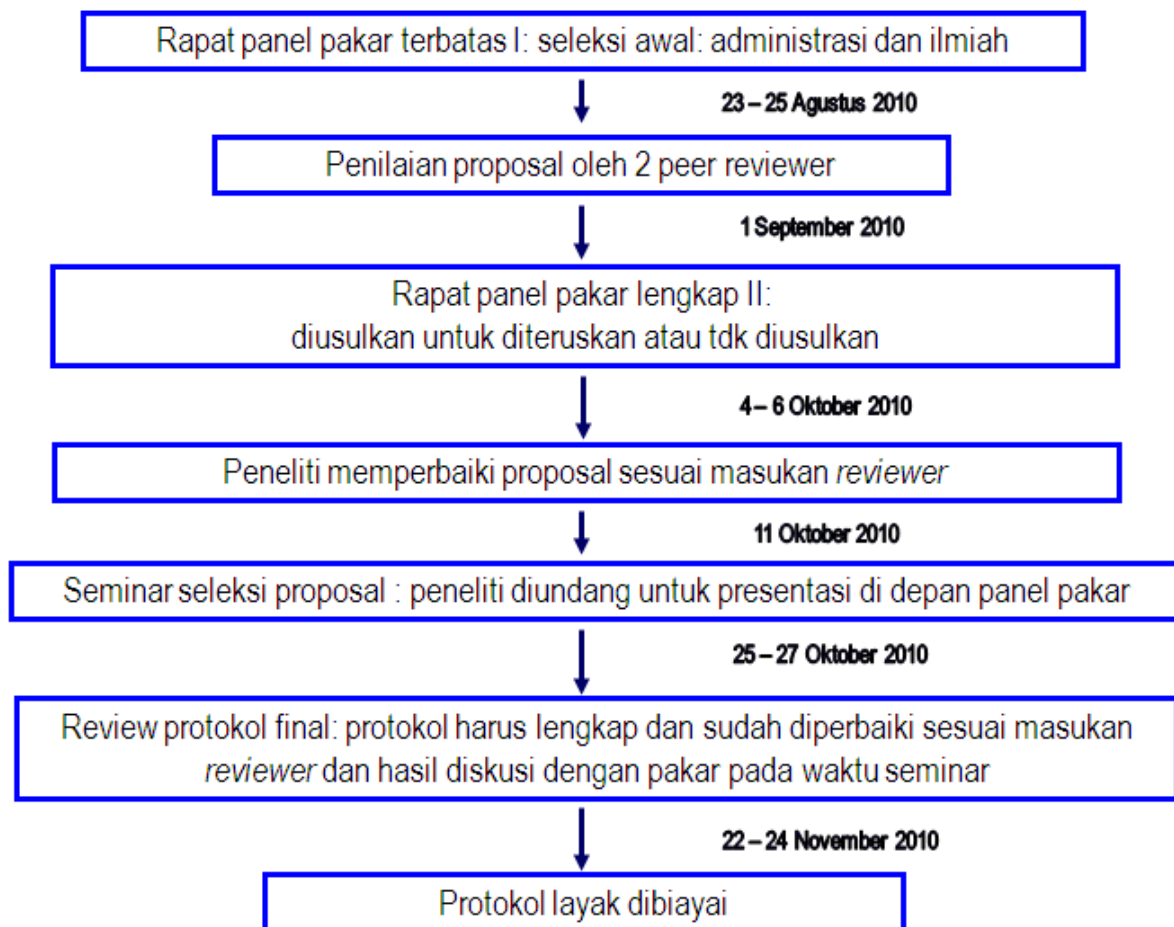 Rapat panel pakar terbatas I: seleksi awal: administrasi dan ilmiah
23 – 25 Agustus 2010
Penilaian proposal oleh 2 peer reviewer
1 September 2010
Rapat panel pakar lengkap II:
diusulkan untuk diteruskan atau tdk diusulkan
4 – 6 Oktober 2010
Peneliti memperbaiki proposal sesuai masukan reviewer
11 Oktober 2010
Seminar seleksi proposal : peneliti diundang untuk presentasi di depan panel pakar
25 – 27 Oktober 2010
Review protokol final: protokol harus lengkap dan sudah diperbaiki sesuai masukan
reviewer dan hasil diskusi dengan pakar pada waktu seminar
22 – 24 November 2010
Protokol layak dibiayai